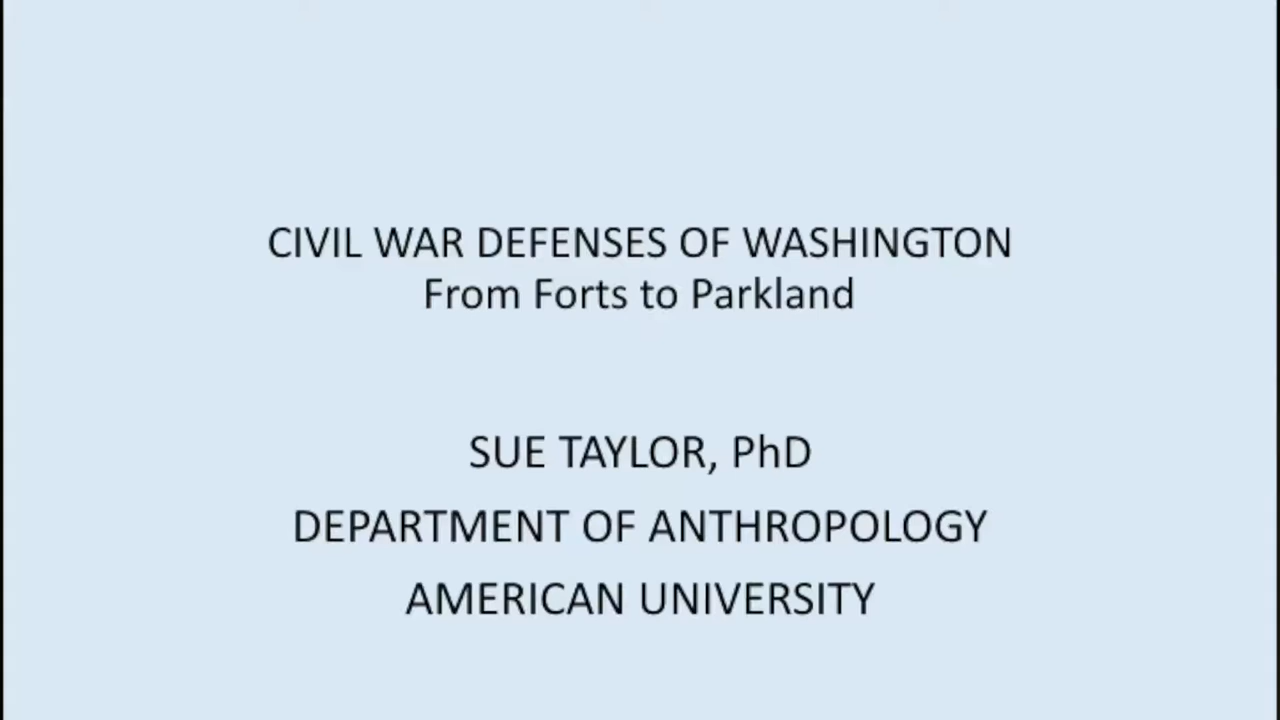 CIVIL WAR DEFENSES OF WASHINGTON
From Forts to Parkland
SUE TAYLOR, PhD
DEPARTMENT OF ANTHROPOLOGY
AMERICAN UNIVERSITY